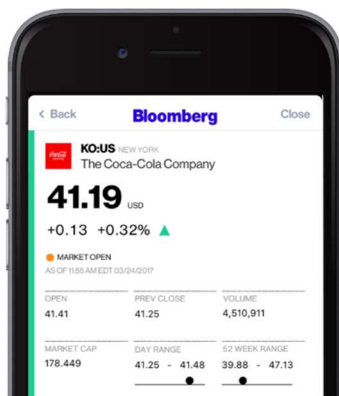 < Back Bloomberg Close
Coca-Cola
KO:US NEW YORK
The Coca-Cola Company
41.19 USD
+0.13 +0.32% ▲
MARKET OPEN
AS OF 11:55 AM EDT 03/24/2017
OPEN PREV CLOSE VOLUME
41.41 41.25 4,510,911
MARKET CAP DAY RANGE 52 WEEK RANGE
178.449 41.25 - 41.48 39.88 - 47.13